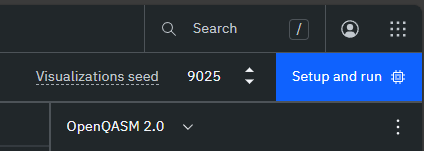 Search /
Visualizations seed 9025 Setup and run
OpenQASM 2.0